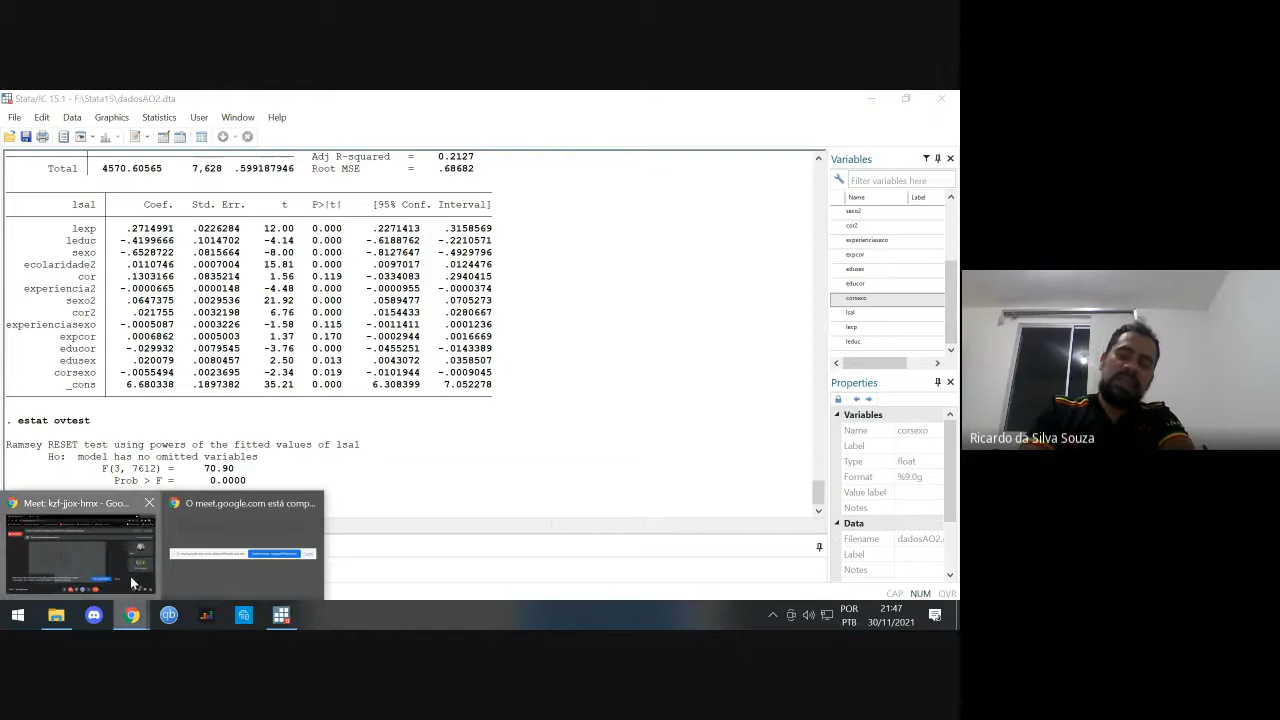 Stata/IC 15.1 - F:\Stata15\dadosAO2.dta
File Edit Data Graphics Statistics User Window Help
Adj R-squared = 0.2127
Total 4570.60565 7,628 .599187946 Root MSE = .68682
lsal Coef. Std. Err. t P>|t| [95% Conf. Interval]
lexp .2714991 .0226284 12.00 0.000 .2271413 .3158569
leduc -.4199666 .1014702 -4.14 0.000 -.6188762 -.2210571
sexo -.6528722 .0815664 -8.00 0.000 -.8127647 -.4929796
ecolaridade2 .0110746 .0007004 15.81 0.000 .0097017 .0124476
cor .1303166 .0835214 1.56 0.119 -.0334083 .2940415
experiencia2 -.0000665 .0000148 -4.48 0.000 -.0000955 -.0000374
sexo2 .0647375 .0029536 21.92 0.000 .0589477 .0705273
cor2 .021755 .0032198 6.76 0.000 .0154433 .0280667
experienciasexo -.0005087 .0003226 -1.58 0.115 -.0011411 .0001236
expcor .0006862 .0005003 1.37 0.170 -.0002944 .0016669
educor -.029932 .0079545 -3.76 0.000 -.0455251 -.0143389
edusex .020079 .0080457 2.50 0.013 .0043072 .0358507
corsexo -.0055494 .0023695 -2.34 0.019 -.0101944 -.0009045
_cons 6.680338 .1897382 35.21 0.000 6.308399 7.052278
. estat ovtest
Ramsey RESET test using powers of the fitted values of lsal
Ho: model has no omitted variables
F(3, 7612) = 70.90
Prob > F = 0.0000
Meet: kzf-jjox-hmx - Goo...
O meet.google.com está comp...
Variables
Filter variables here
Name Label
sexo2
cor2
experienciasexo
expcor
edusex
educor
corsexo
lsal
lexp
leduc
Properties
Variables
Name corsexo
Label
Type float
Format %9.0g
Value label
Notes
Data
Filename dadosAO2.
Label
Notes
CAP NUM OVR
POR
PTB
21:47
30/11/2021
Ricardo da Silva Souza